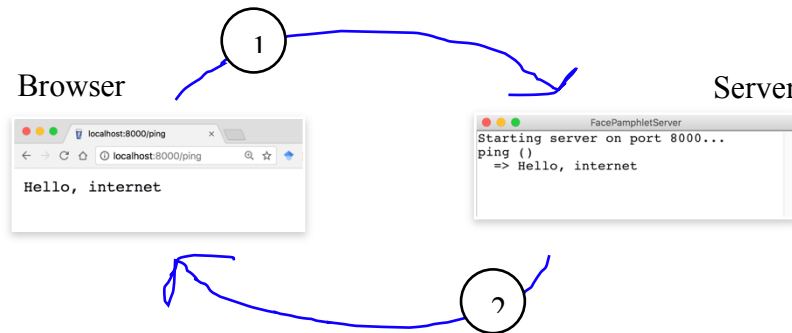 1
Browser
Server
localhost:8000/ping
localhost:8000/ping
Hello, internet
FacePamphletServer
Starting server on port 8000...
ping ()
=> Hello, internet
2